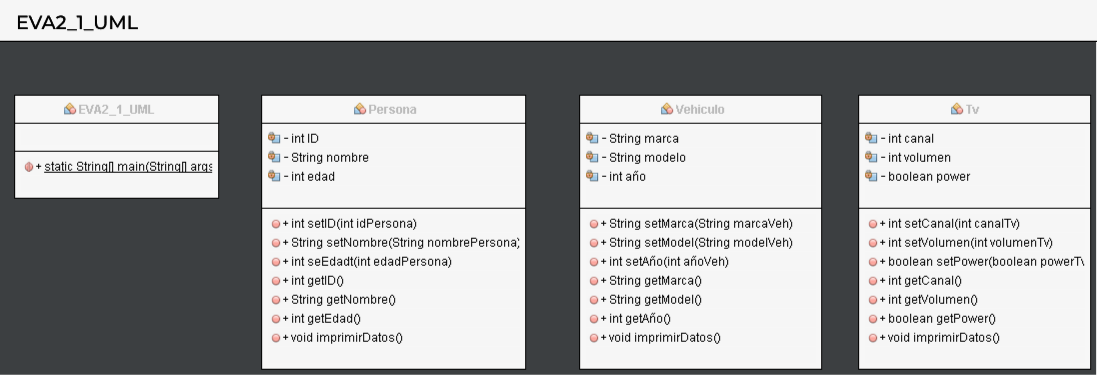 EVA2_1_UML
EVA2_1_UML
+ static String[] main(String[] args
Persona
- int ID
- String nombre
- int edad
+ int setID(int idPersona)
+ String setNombre(String nombrePersona)
+ int seEdadt(int edadPersona)
+ int getID()
+ String getNombre()
+ int getEdad()
+ void imprimirDatos()
Vehiculo
- String marca
- String modelo
- int año
+ String setMarca(String marcaVeh)
+ String setModel(String modelVeh)
+ int setAño(int añoVeh)
+ String getMarca()
+ String getModel()
+ int getAño()
+ void imprimirDatos()
Tv
- int canal
- int volumen
- boolean power
+ int setCanal(int canalTv)
+ int setVolumen(int volumenTv)
+ boolean setPower(boolean powerTv
+ int getCanal()
+ int getVolumen()
+ boolean getPower()
+ void imprimirDatos()